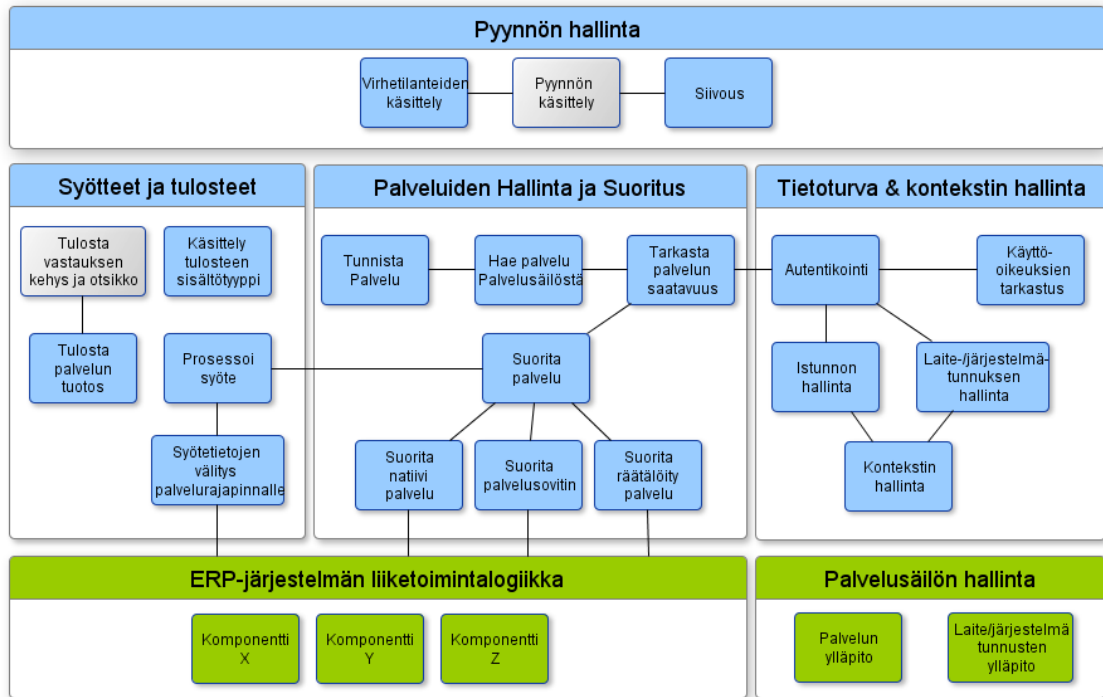 Pyynnön hallinta
Virhetilanteiden
käsittely
Pyynnön
käsittely
Siivous
Syötteet ja tulosteet
Tulosta
vastauksen
kehys ja otsikko
Käsittely
tulosteen
sisältötyyppi
Tulosta
palvelun
tuotos
Prosessoi
syöte
Syötetietojen
välitys
palvelurajapinnalle
Palveluiden Hallinta ja Suoritus
Tunnista
Palvelu
Hae palvelu
Palvelusäilöstä
Tarkasta
palvelun
saatavuus
Suorita
palvelu
Suorita
natiivi
palvelu
Suorita
palvelusovitin
Suorita
räätälöity
palvelu
Tietoturva & kontekstin hallinta
Autentikointi
Käyttö-
oikeuksien
tarkastus
Istunnon
hallinta
Laite-/järjestelmä-
tunnuksen
hallinta
Kontekstin
hallinta
ERP-järjestelmän liiketoimintalogiikka
Komponentti
X
Komponentti
Y
Komponentti
Z
Palvelusäilön hallinta
Palvelun
ylläpito
Laite/järjestelmä
tunnusten
ylläpito